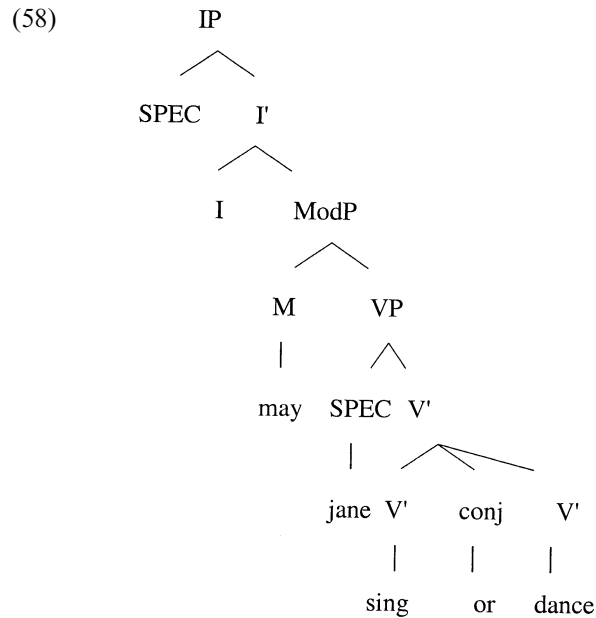 (58) IP
SPEC I'
I ModP
M VP
may SPEC V'
jane V' conj V'
sing or dance